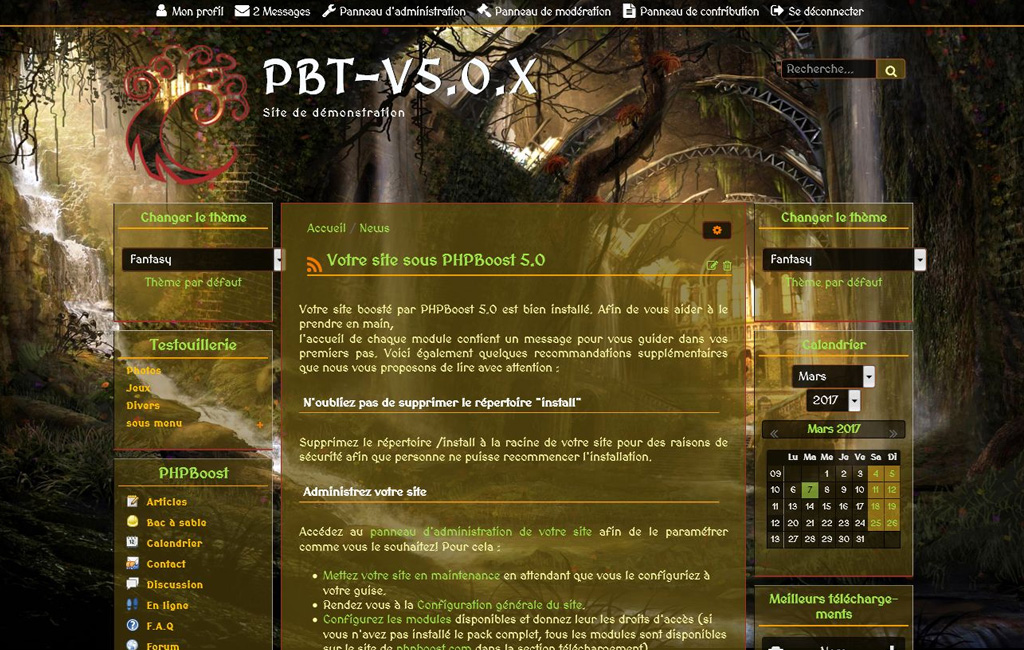 Mon profil 2 Messages Panneau d'administration Panneau de modération Panneau de contribution Se déconnecter
PBT-V5.0.X
Site de démonstration
Recherche...
Changer le thème
Fantasy
Thème par défaut
Testouillerie
Photos
Jeux
Divers
sous menu +
PHPBoost
Articles
Bac à sable
Calendrier
Contact
Discussion
En ligne
F.A.Q
Forum
Accueil / News
Votre site sous PHPBoost 5.0
Votre site boosté par PHPBoost 5.0 est bien installé. Afin de vous aider à le
prendre en main,
l'accueil de chaque module contient un message pour vous guider dans vos
premiers pas. Voici également quelques recommandations supplémentaires
que nous vous proposons de lire avec attention :
N'oubliez pas de supprimer le répertoire "install"
Supprimez le répertoire /install à la racine de votre site pour des raisons de
sécurité afin que personne ne puisse recommencer l'installation.
Administrez votre site
Accédez au panneau d'administration de votre site afin de le paramétrer
comme vous le souhaitez! Pour cela :
• Mettez votre site en maintenance en attendant que vous le configuriez à
votre guise.
• Rendez vous à la Configuration générale du site.
• Configurez les modules disponibles et donnez leur les droits d'accès (si
vous n'avez pas installé le pack complet, tous les modules sont disponibles
sur le site de phpboost.com dans la section téléchargement)
Changer le thème
Fantasy
Thème par défaut
Calendrier
Mars
2017
« Mars 2017 »
Lu Ma Me Je Ve Sa Di
09 1 2 3 4 5
10 6 7 8 9 10 11 12
11 13 14 15 16 17 18 19
12 20 21 22 23 24 25 26
13 27 28 29 30 31
Meilleurs télécharge-
ments